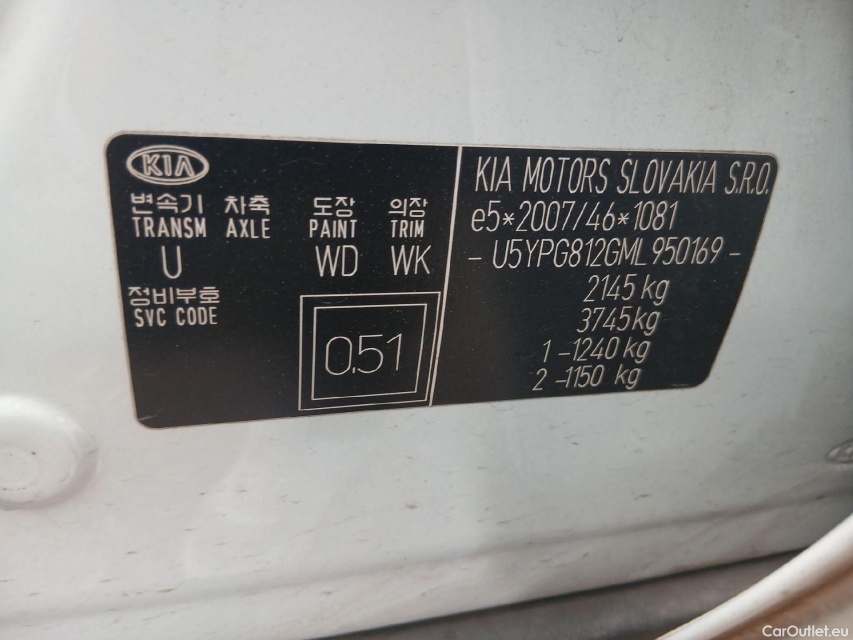 KIA
변속기 차축 도장 의장
TRANSM AXLE PAINT TRIM
U WD WK
정비부호
SVC CODE
0.51
KIA MOTORS SLOVAKIA S.R.O.
e5*2007/46*1081
- U5YPG812GML950169 -
2145 kg
3745kg
1 -1240 kg
2 -1150 kg
CarOutlet.eu